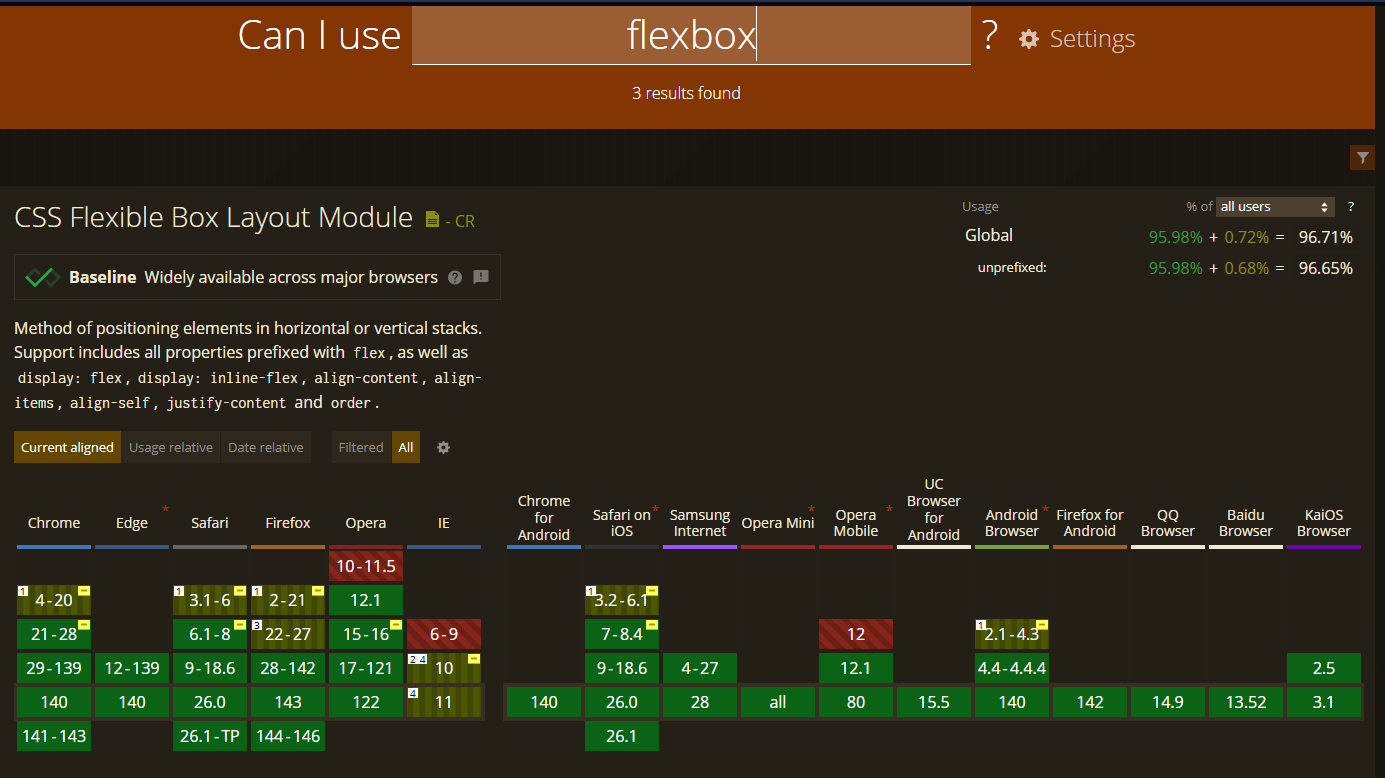 Can I use flexbox ? Settings
3 results found
CSS Flexible Box Layout Module - CR
Usage % of all users ?
Global 95.98% + 0.72% = 96.71%
unprefixed: 95.98% + 0.68% = 96.65%
Baseline Widely available across major browsers ?
Method of positioning elements in horizontal or vertical stacks.
Support includes all properties prefixed with flex, as well as
display: flex, display: inline-flex, align-content, align-
items, align-self, justify-content and order.
Current aligned Usage relative Date relative Filtered All
Chrome
Edge *
Safari
Firefox
Opera
IE
Chrome
for
Android
Safari on *
iOS
Samsung
Internet
Opera Mini *
Opera *
Mobile
UC
Browser
for
Android
Android *
Browser
Firefox for
Android
QQ
Browser
Baidu
Browser
KaiOS
Browser
10-11.5
1 4-20 1 3.1-6 1 2-21 12.1 1 3.2-6.1
21-28 6.1-8 3 22-27 15-16 6-9 7-8.4 12 1 2.1-4.3
29-139 12-139 9-18.6 28-142 17-121 2 4 10 9-18.6 4-27 12.1 4.4-4.4.4 2.5
140 140 26.0 143 122 4 11 140 26.0 28 all 80 15.5 140 142 14.9 13.52 3.1
141-143 26.1-TP 144-146 26.1